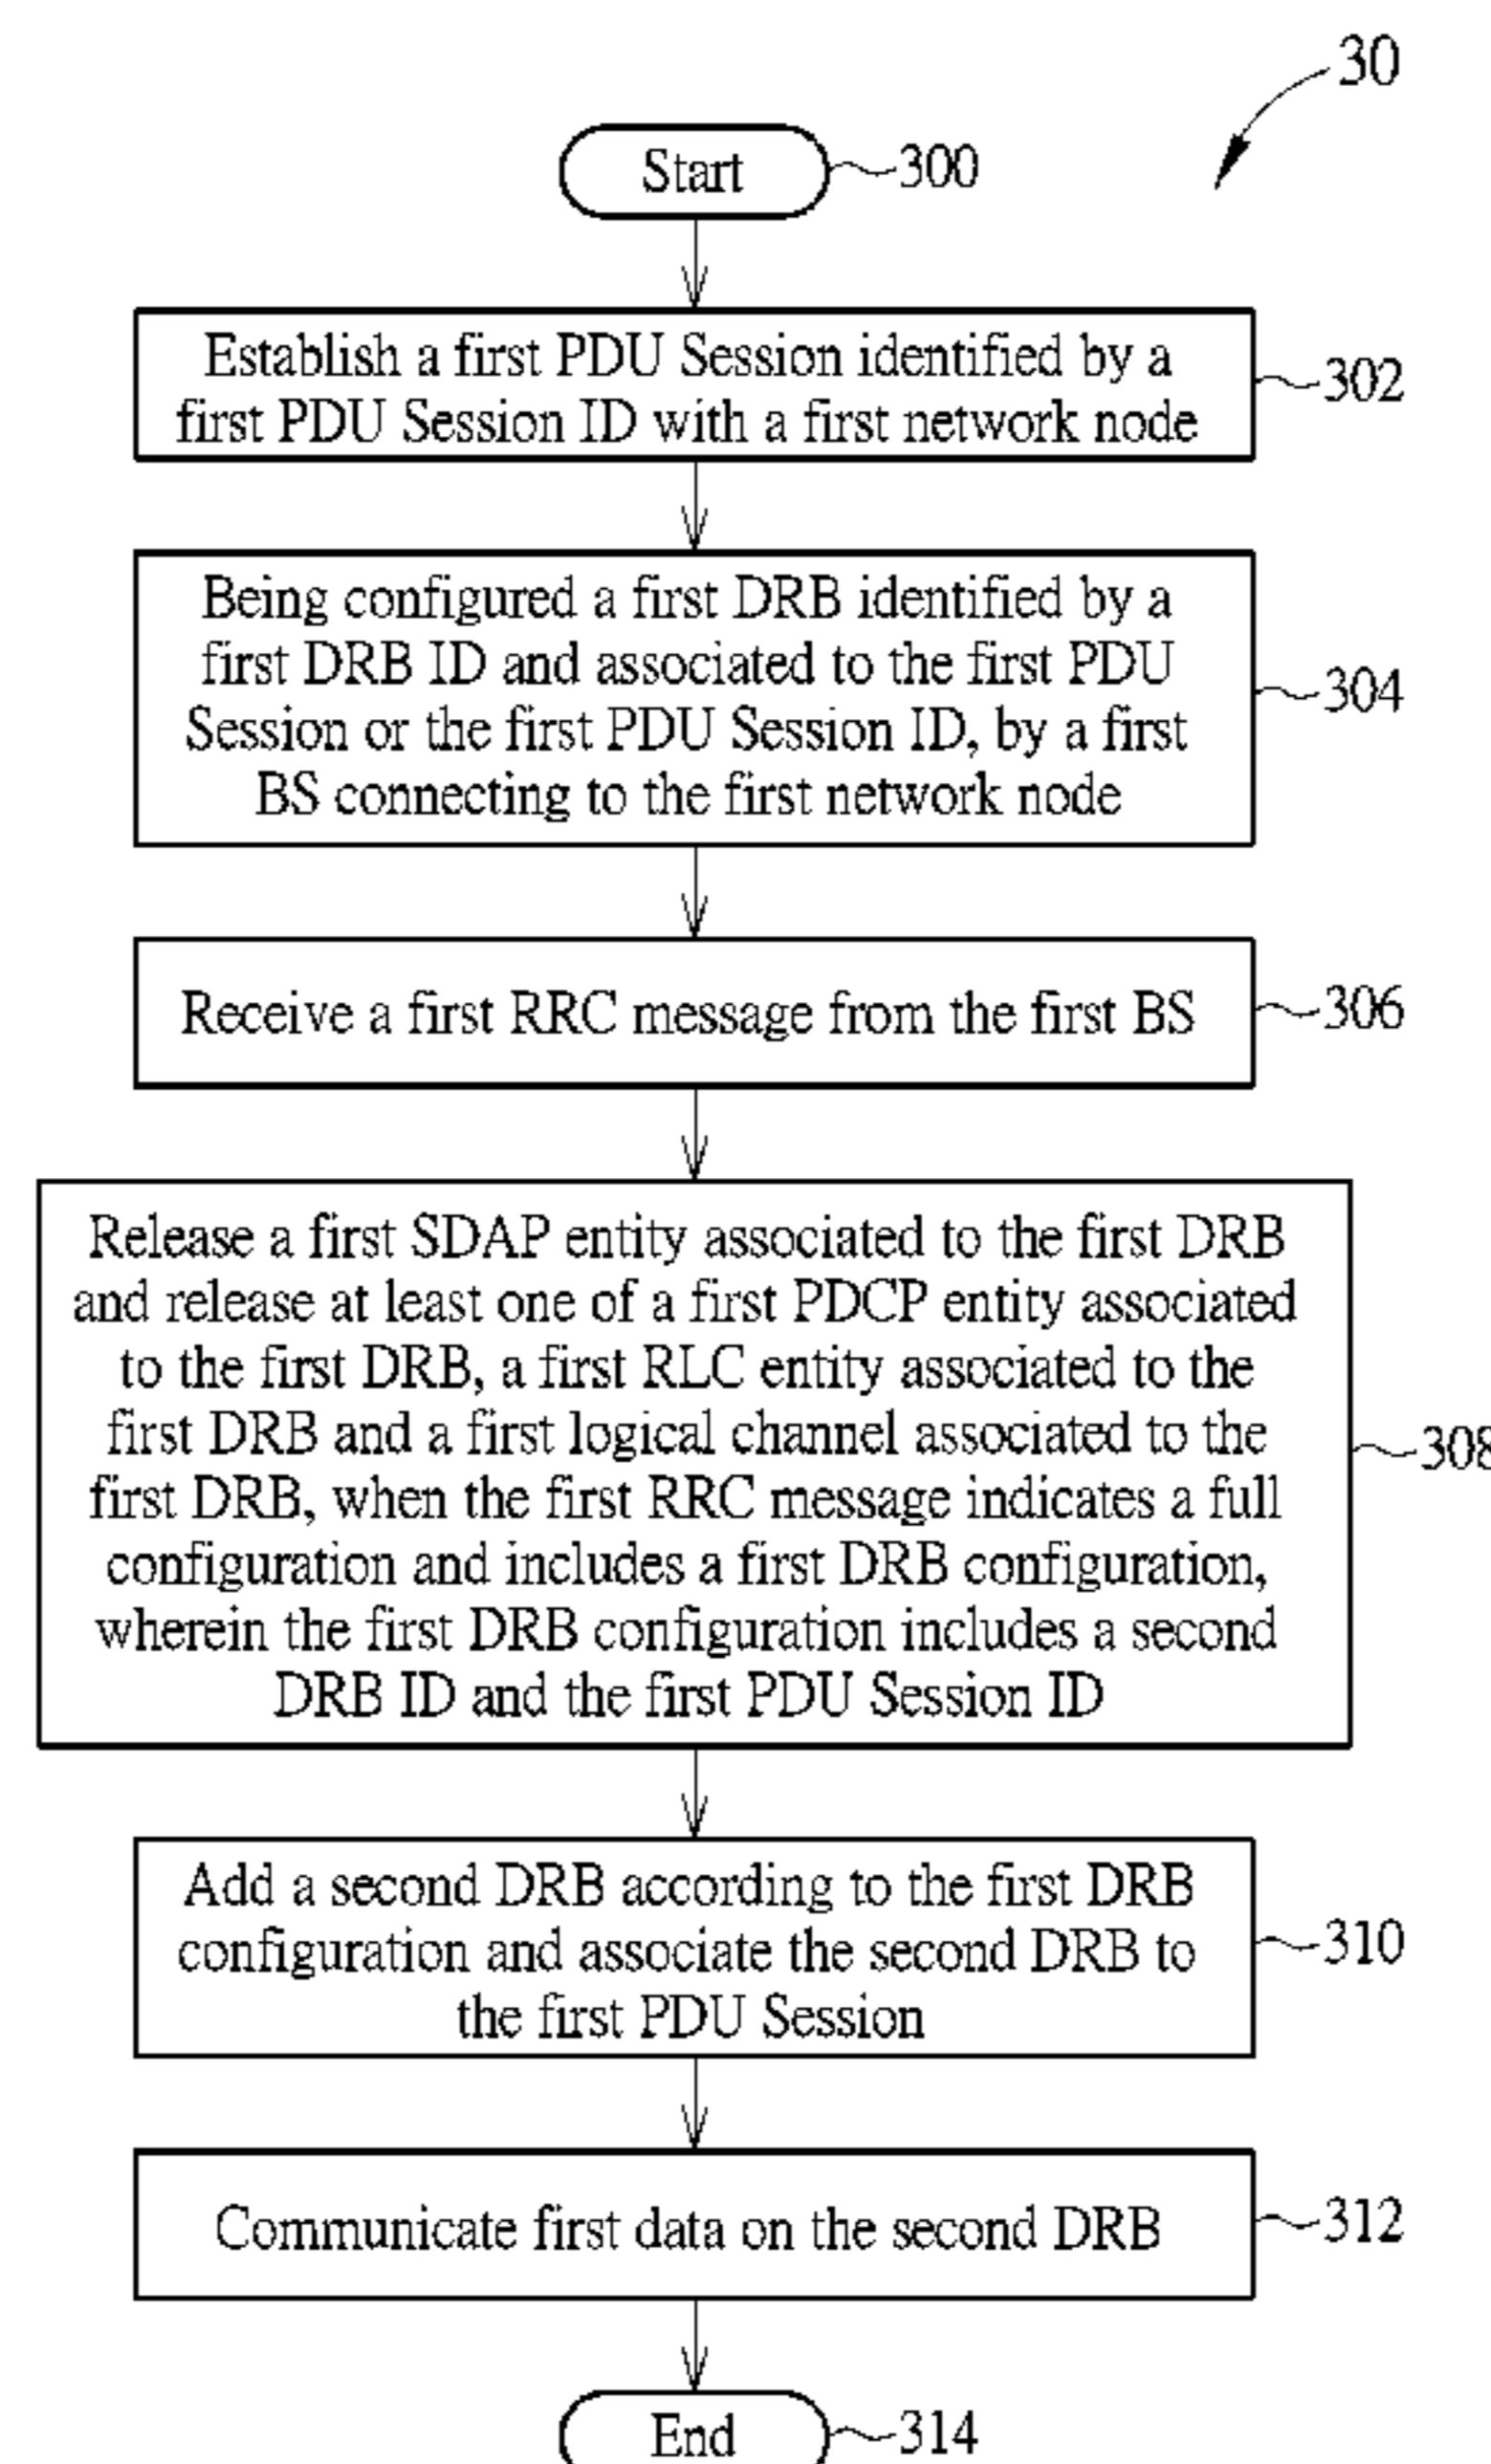 30
Start
300
Establish a first PDU Session identified by a
first PDU Session ID with a first network node
302
Being configured a first DRB identified by a
first DRB ID and associated to the first PDU
Session or the first PDU Session ID, by a first
BS connecting to the first network node
304
Receive a first RRC message from the first BS
306
Release a first SDAP entity associated to the first DRB
and release at least one of a first PDCP entity associated
to the first DRB, a first RLC entity associated to the
first DRB and a first logical channel associated to the
first DRB, when the first RRC message indicates a full
configuration and includes a first DRB configuration,
wherein the first DRB configuration includes a second
DRB ID and the first PDU Session ID
308
Add a second DRB according to the first DRB
configuration and associate the second DRB to
the first PDU Session
310
Communicate first data on the second DRB
312
End
314